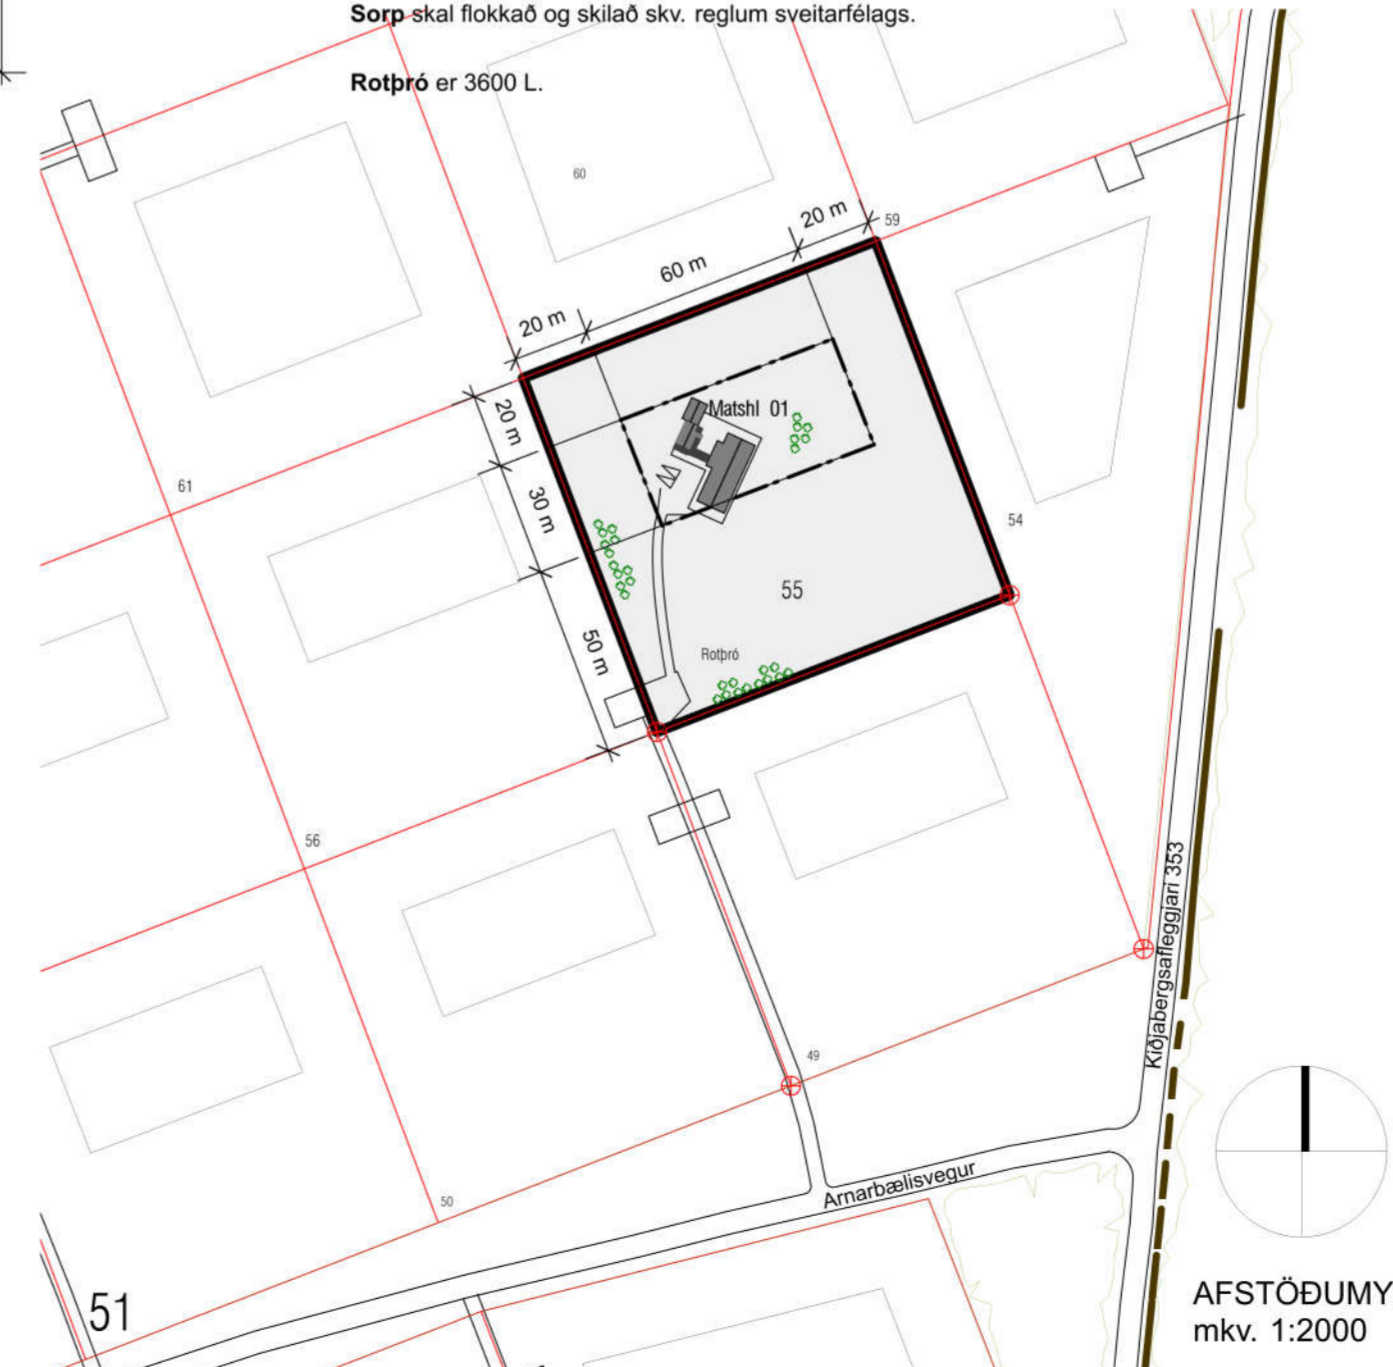 Sorp skal flokkað og skilað skv. reglum sveitarfélags.
Rotþró er 3600 L.
60
59
20 m
60 m
20 m
20 m
30 m
50 m
Matshl 01
61
54
55
Rotþró
56
49
50
51
Kiðjabergsafleggjari 353
Arnarbælisvegur
AFSTÖÐUMY
mkv. 1:2000